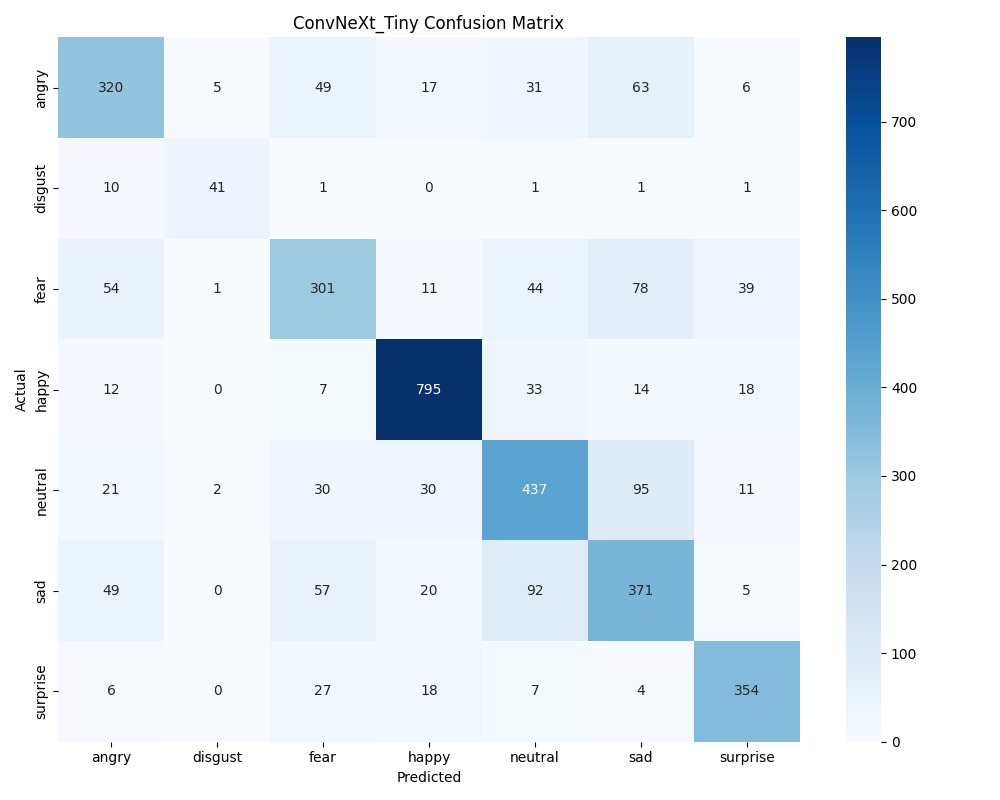 ConvNeXt_Tiny Confusion Matrix
angry 320 5 49 17 31 63 6
disgust 10 41 1 0 1 1 1
fear 54 1 301 11 44 78 39
happy 12 0 7 795 33 14 18
neutral 21 2 30 30 437 95 11
sad 49 0 57 20 92 371 5
surprise 6 0 27 18 7 4 354
angry disgust fear happy neutral sad surprise
Predicted
Actual
700
600
500
400
300
200
100
0